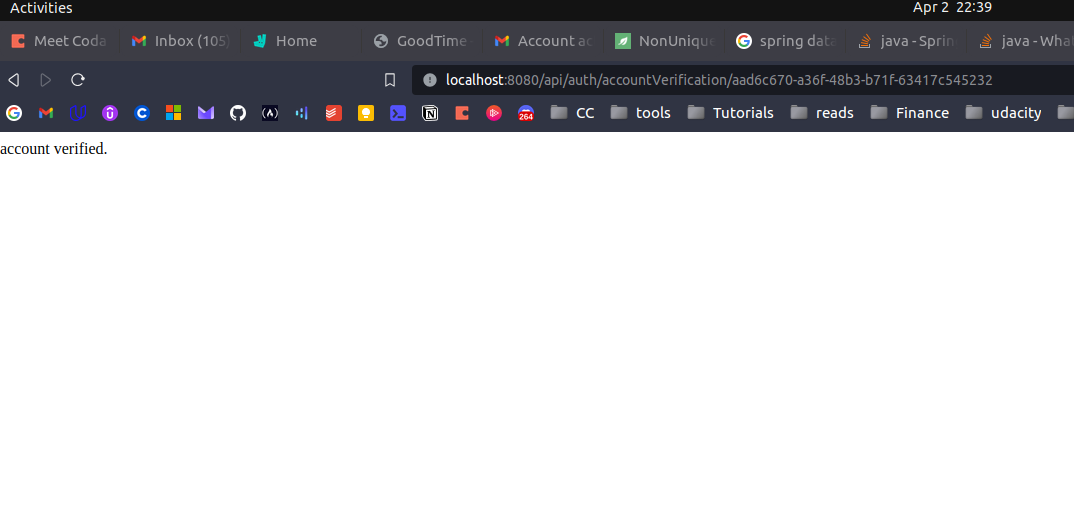 Activities
Apr 2 22:39
Meet Coda
Inbox (105)
Home
GoodTime
Account ac
NonUnique
G spring data
java - Sprin
java - What
localhost:8080/api/auth/accountVerification/aad6c670-a36f-48b3-b71f-63417c545232
264
CC
tools
Tutorials
reads
Finance
udacity
account verified.